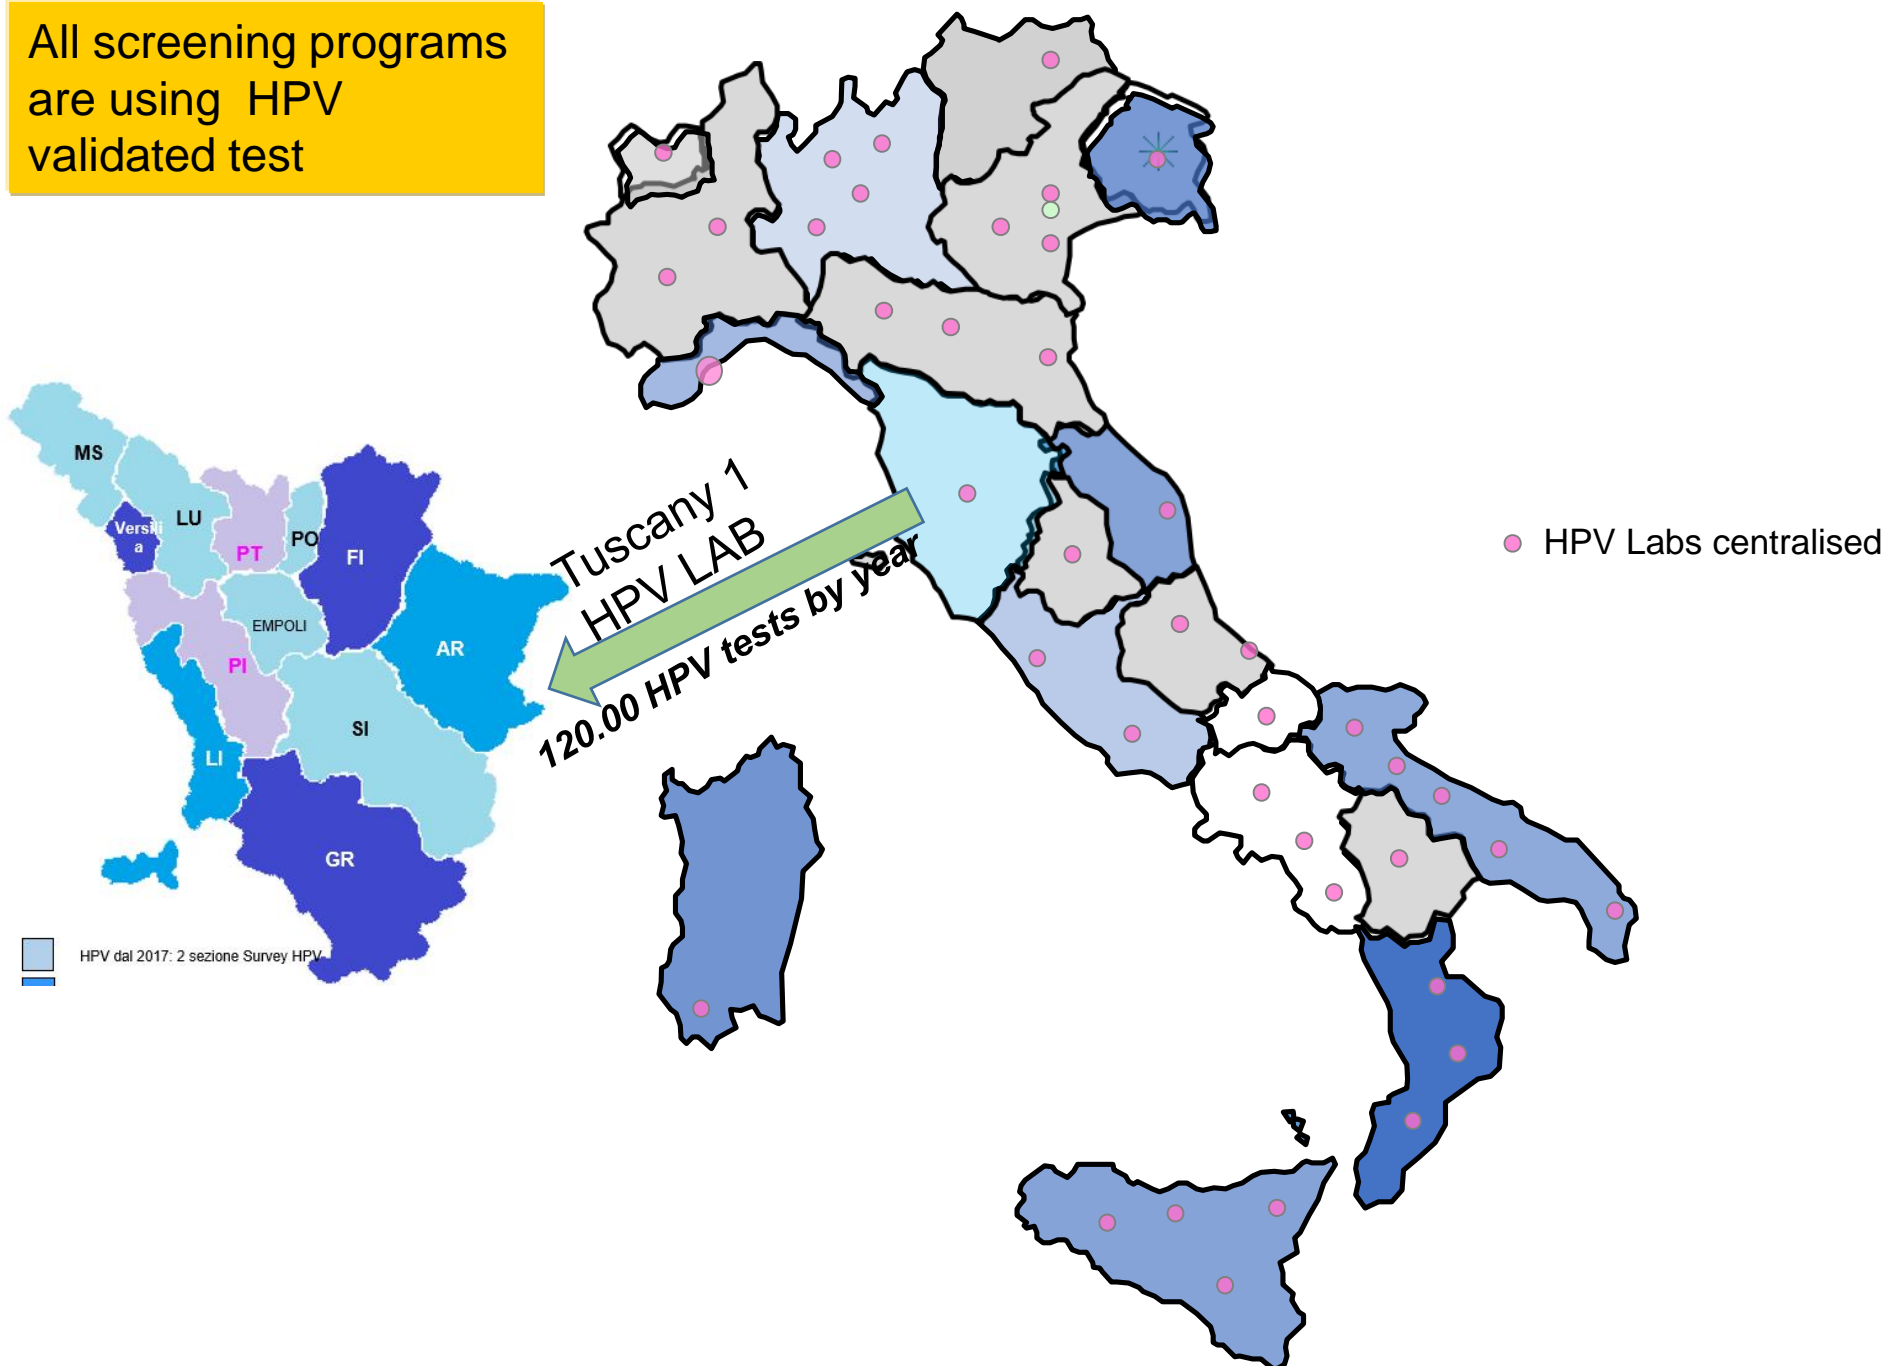 All screening programs
are using HPV
validated test
MS
LU
Versili
a
PT
PO
FI
EMPOLI
AR
PI
SI
LI
GR
HPV dal 2017: 2 sezione Survey HPV
Tuscany 1
HPV LAB
120.00 HPV tests by year
HPV Labs centralised